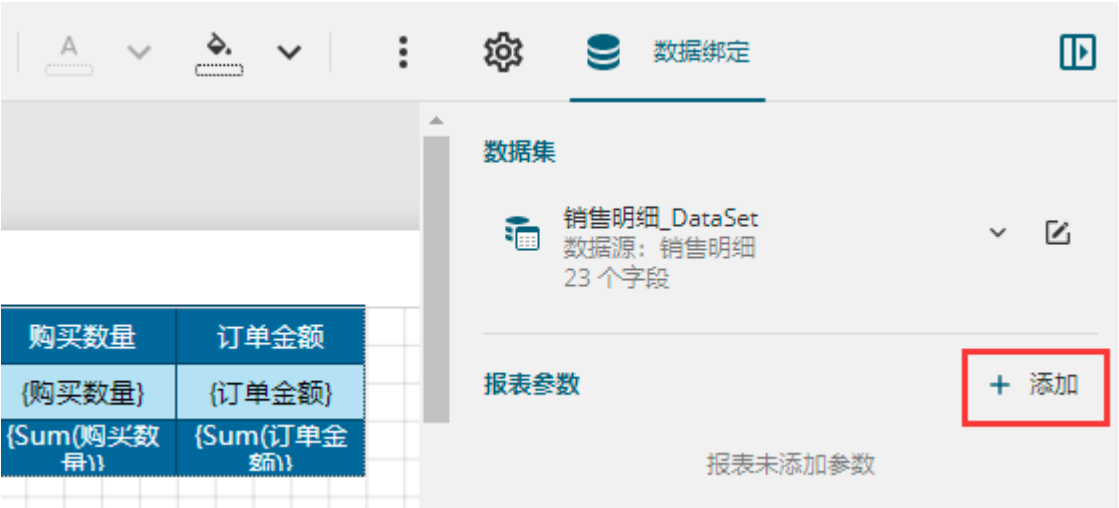 A
数据绑定
数据集
销售明细_DataSet
数据源：销售明细
23 个字段
购买数量
订单金额
{购买数量}
{订单金额}
{Sum(购买数
量)}
{Sum(订单金
额)}
报表参数
+ 添加
报表未添加参数